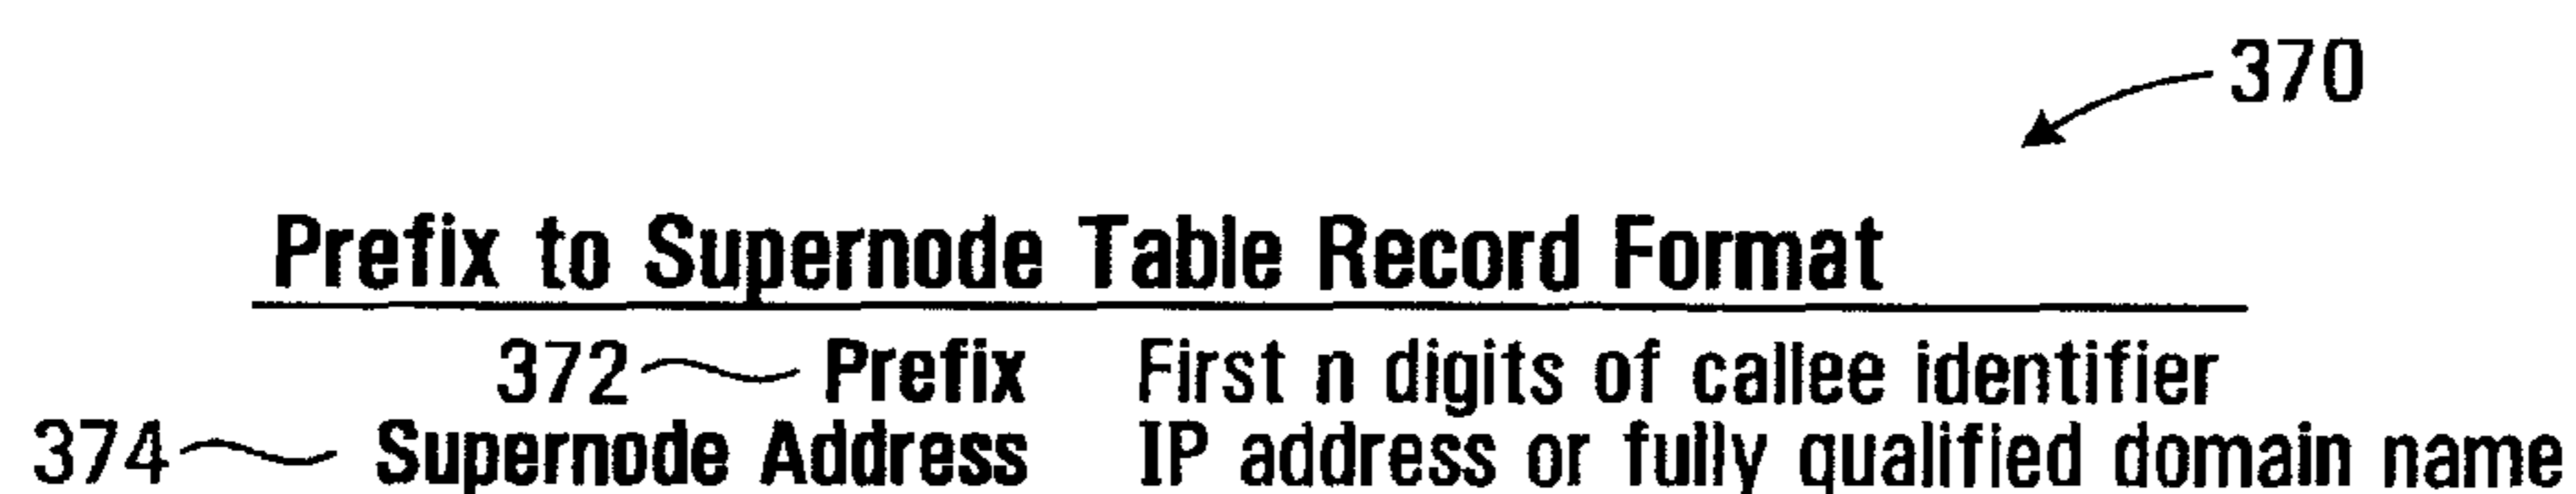 370
Prefix to Supernode Table Record Format
372 Prefix First n digits of callee identifier
374 Supernode Address IP address or fully qualified domain name